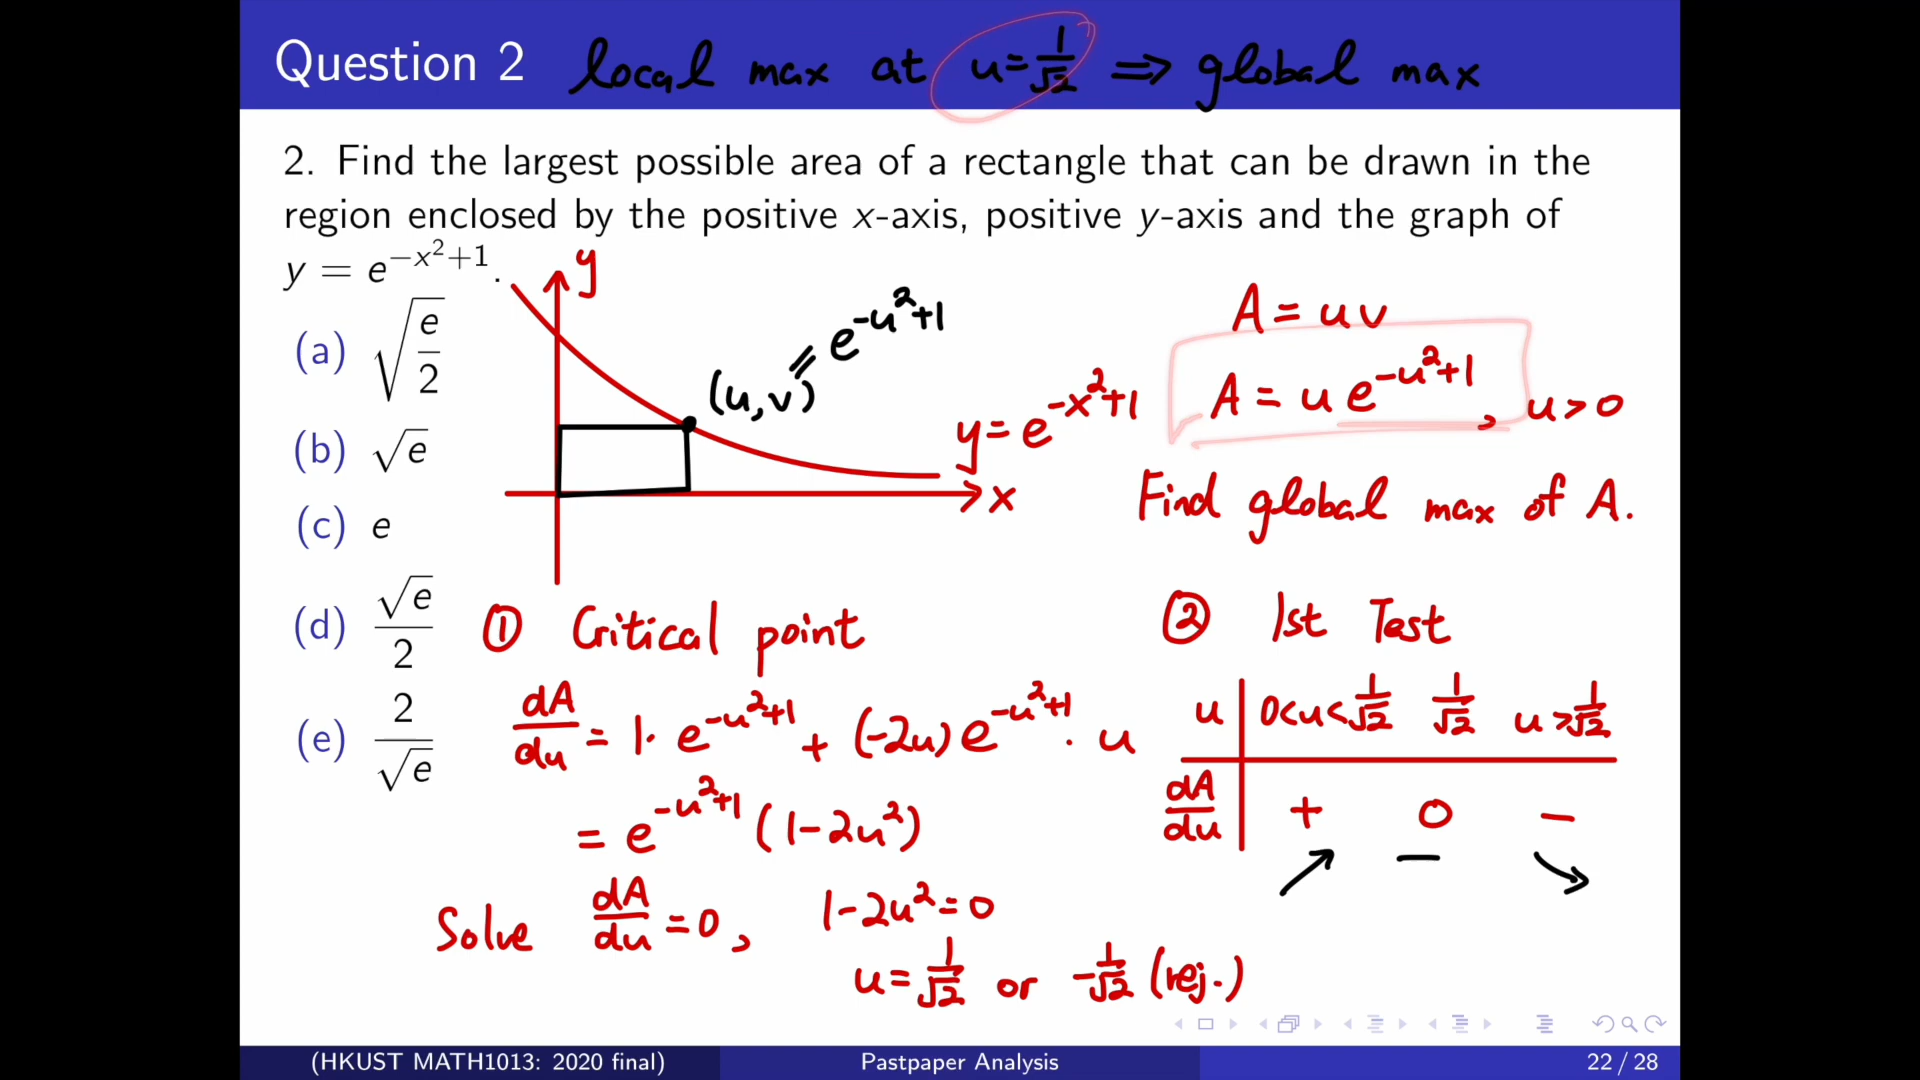 Question 2 local max at u=1/√2 ⇒ global max
2. Find the largest possible area of a rectangle that can be drawn in the
region enclosed by the positive x-axis, positive y-axis and the graph of
y = e^{-x²+1}.
(a) √(e/2)
(b) √e
(c) e
(d) √e/2
(e) 2/√e
y
x
(u,v)
= e^{-u²+1}
y=e^{-x²+1}
A = uv
A = u e^{-u²+1}, u>0
Find global max of A.
① Critical point
dA/du = 1·e^{-u²+1} + (-2u)e^{-u²+1}·u
= e^{-u²+1}(1-2u²)
Solve dA/du =0, 1-2u²=0
u=1/√2 or -1/√2 (rej.)
② 1st Test
u 0<u<1/√2 1/√2 u>1/√2
dA/du + 0 −
(HKUST MATH1013: 2020 final) Pastpaper Analysis 22 / 28